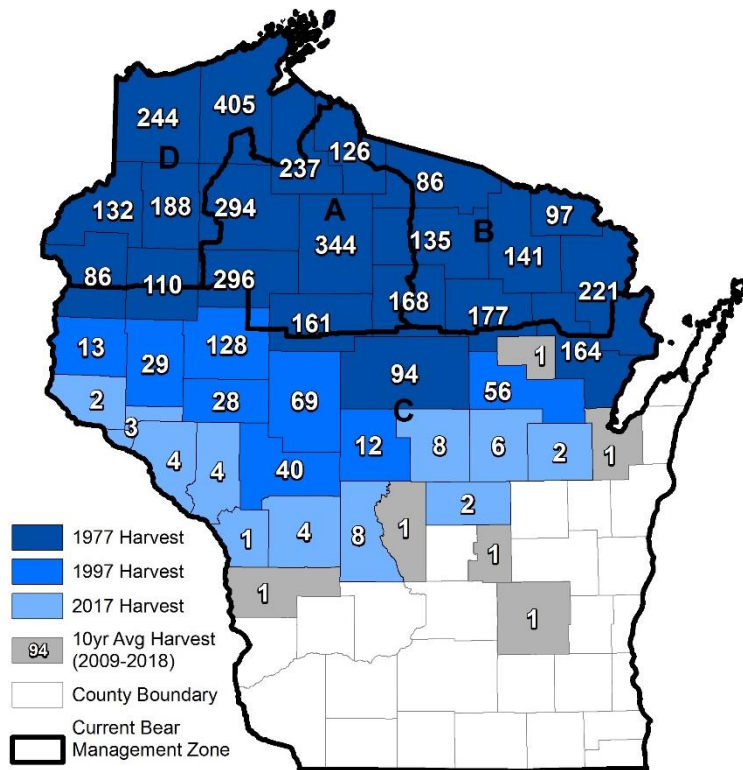 244 405
D
237 126
86
132 188 294 A 97
344 135 B 141
86 110 296 168 221
161 177
13 29 128 1 164
94
2 28 69 56
C
3 12 8 6 2 1
4 4 40
2
1 4 8 1 1
1
1
1977 Harvest
1997 Harvest
2017 Harvest
94 10yr Avg Harvest
(2009-2018)
County Boundary
Current Bear
Management Zone